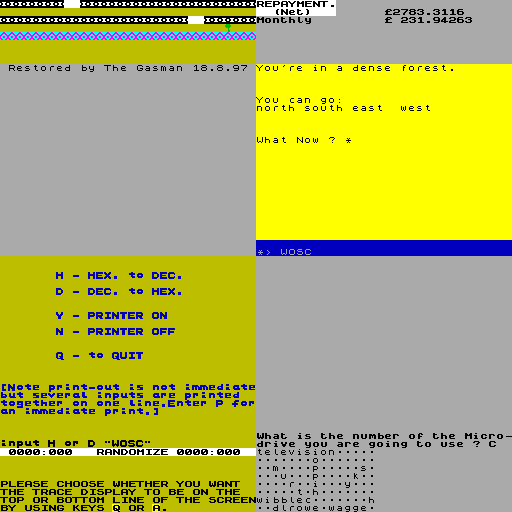 REPAYMENT.
(Net) £2783.3116
Monthly £ 231.94263
Restored by The Gasman 18.8.97
You're in a dense forest.
You can go:
north south east west
What Now ? *
*> WOSC
H - HEX. to DEC.
D - DEC. to HEX.
Y - PRINTER ON
N - PRINTER OFF
Q - to QUIT
[Note print-out is not immediate
but several inputs are printed
together on one line.Enter P for
an immediate print.]
input H or D "WOSC"
0000:000 RANDOMIZE 0000:000
PLEASE CHOOSE WHETHER YOU WANT
THE TRACE DISPLAY TO BE ON THE
TOP OR BOTTOM LINE OF THE SCREEN
BY USING KEYS Q OR A.
What is the number of the Micro-
drive you are going to use ? C
television·····
·······o·······
··m····p·····s·
···u···p····k··
····r··i···y···
·····th········
wibblec·······h
··dlrowe·wagge·